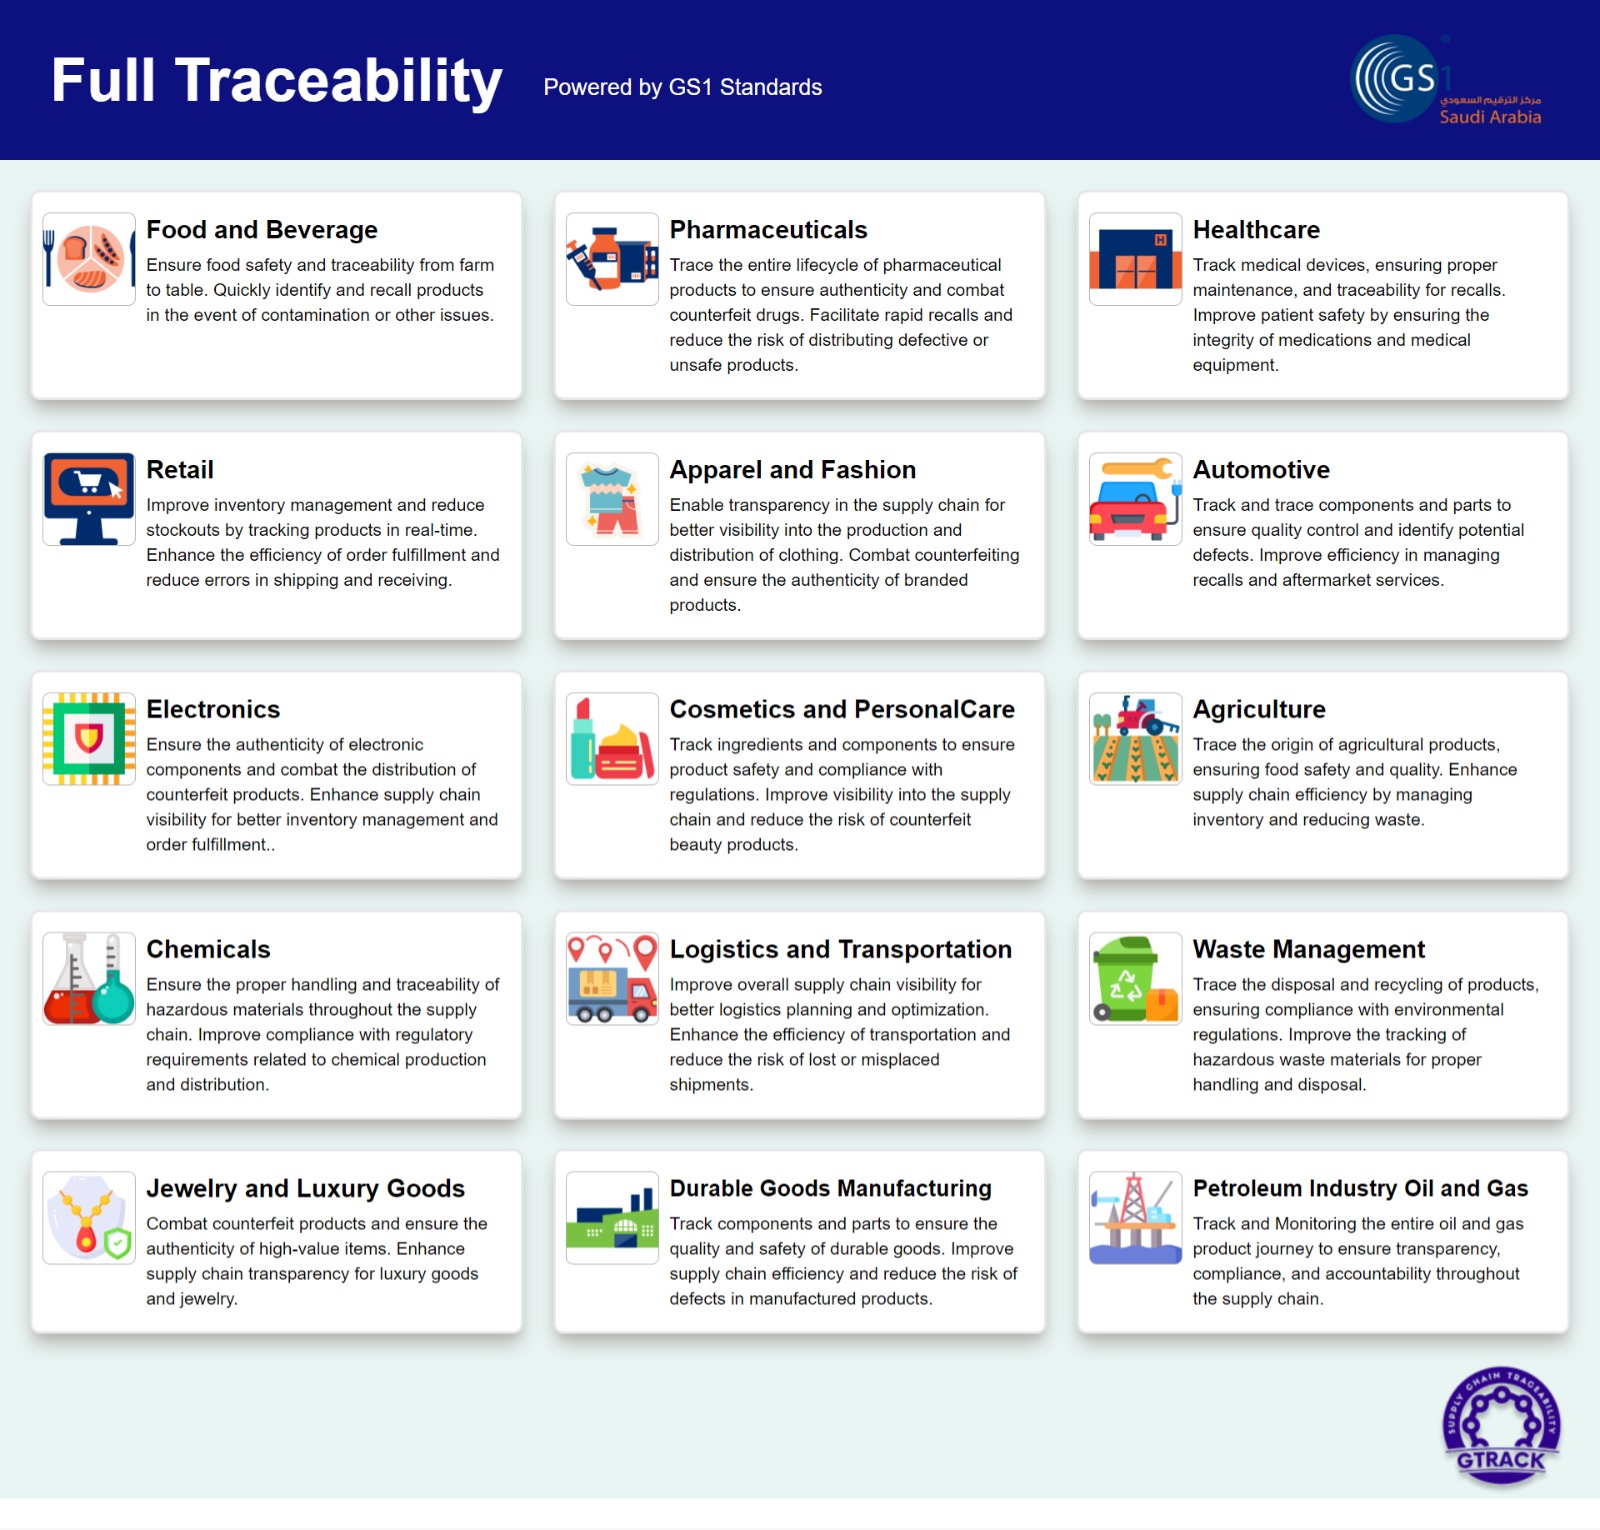 Full Traceability
Powered by GS1 Standards
GS1
®
مركز الترقيم السعودي
Saudi Arabia
Food and Beverage
Ensure food safety and traceability from farm
to table. Quickly identify and recall products
in the event of contamination or other issues.
Pharmaceuticals
Trace the entire lifecycle of pharmaceutical
products to ensure authenticity and combat
counterfeit drugs. Facilitate rapid recalls and
reduce the risk of distributing defective or
unsafe products.
Healthcare
H
Track medical devices, ensuring proper
maintenance, and traceability for recalls.
Improve patient safety by ensuring the
integrity of medications and medical
equipment.
Retail
Improve inventory management and reduce
stockouts by tracking products in real-time.
Enhance the efficiency of order fulfillment and
reduce errors in shipping and receiving.
Apparel and Fashion
Enable transparency in the supply chain for
better visibility into the production and
distribution of clothing. Combat counterfeiting
and ensure the authenticity of branded
products.
Automotive
Track and trace components and parts to
ensure quality control and identify potential
defects. Improve efficiency in managing
recalls and aftermarket services.
Electronics
Ensure the authenticity of electronic
components and combat the distribution of
counterfeit products. Enhance supply chain
visibility for better inventory management and
order fulfillment..
Cosmetics and PersonalCare
Track ingredients and components to ensure
product safety and compliance with
regulations. Improve visibility into the supply
chain and reduce the risk of counterfeit
beauty products.
Agriculture
Trace the origin of agricultural products,
ensuring food safety and quality. Enhance
supply chain efficiency by managing
inventory and reducing waste.
Chemicals
Ensure the proper handling and traceability of
hazardous materials throughout the supply
chain. Improve compliance with regulatory
requirements related to chemical production
and distribution.
Logistics and Transportation
Improve overall supply chain visibility for
better logistics planning and optimization.
Enhance the efficiency of transportation and
reduce the risk of lost or misplaced
shipments.
Waste Management
Trace the disposal and recycling of products,
ensuring compliance with environmental
regulations. Improve the tracking of
hazardous waste materials for proper
handling and disposal.
Jewelry and Luxury Goods
Combat counterfeit products and ensure the
authenticity of high-value items. Enhance
supply chain transparency for luxury goods
and jewelry.
Durable Goods Manufacturing
Track components and parts to ensure the
quality and safety of durable goods. Improve
supply chain efficiency and reduce the risk of
defects in manufactured products.
Petroleum Industry Oil and Gas
Track and Monitoring the entire oil and gas
product journey to ensure transparency,
compliance, and accountability throughout
the supply chain.
SUPPLY CHAIN TRACEABILITY
GTRACK